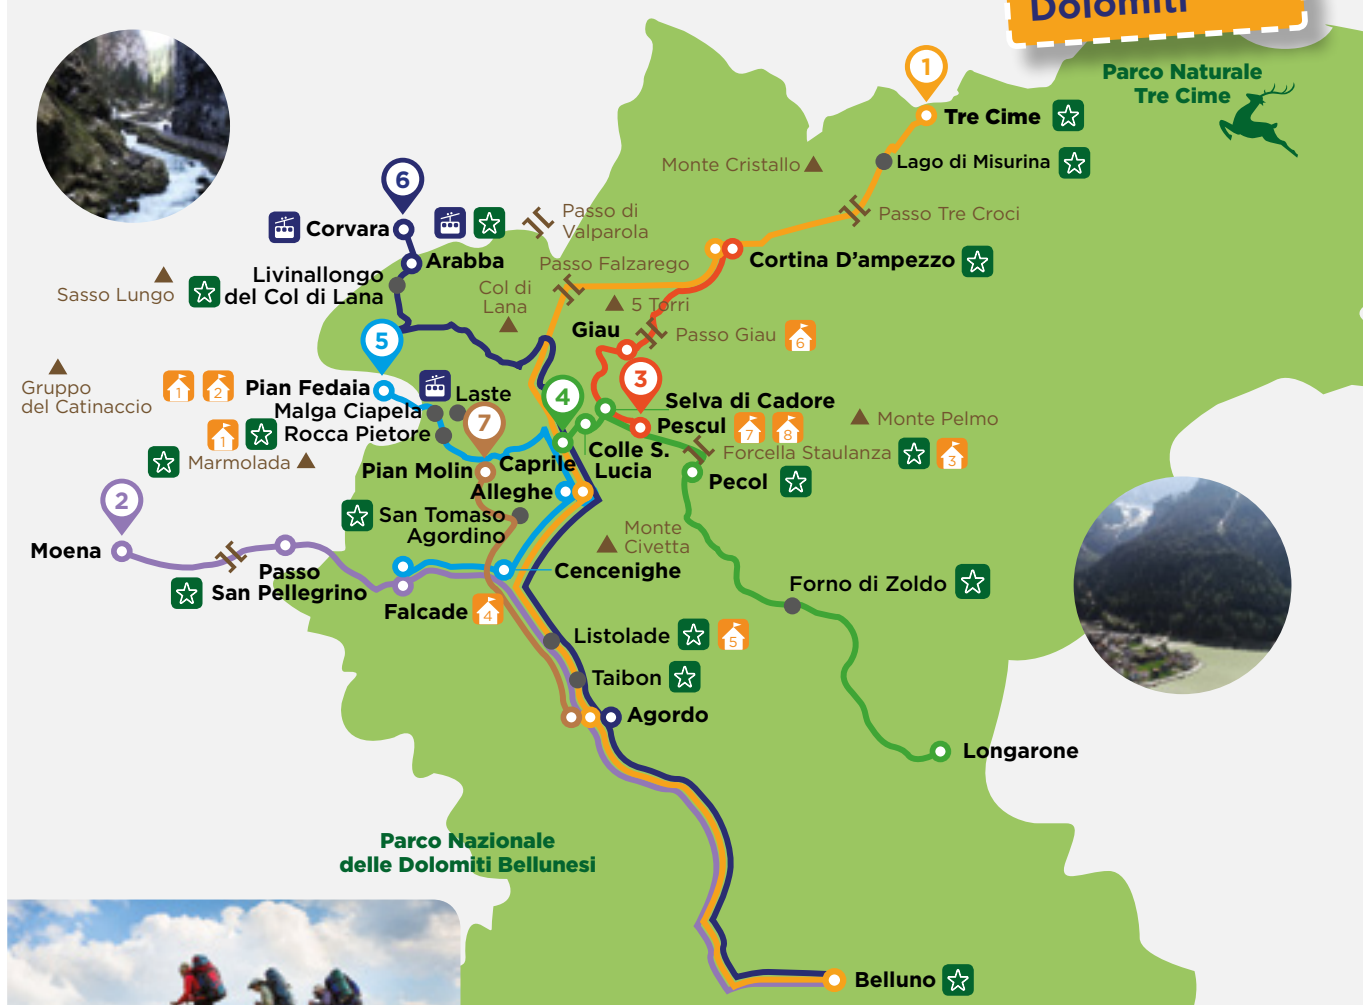 Dolomiti
Parco Naturale
Tre Cime
1
Tre Cime
Monte Cristallo
Lago di Misurina
6
Passo di
Valparola
Passo Tre Croci
Corvara
Arabba
Passo Falzarego
Cortina D'ampezzo
Livinallongo
del Col di Lana
Sasso Lungo
Col di
Lana
5 Torri
Giau
Passo Giau
6
5
3
Gruppo
del Catinaccio
1
2
Pian Fedaia
Laste
4
Selva di Cadore
Malga Ciapela
7
Pescul
7
8
Monte Pelmo
1
Rocca Pietore
Colle S.
Lucia
Forcella Staulanza
3
Marmolada
Pian Molin
Caprile
Pecol
2
Alleghe
San Tomaso
Agordino
Monte
Civetta
Moena
Passo
San Pellegrino
Cencenighe
Forno di Zoldo
Falcade
4
Listolade
5
Taibon
Agordo
Longarone
Parco Nazionale
delle Dolomiti Bellunesi
Belluno